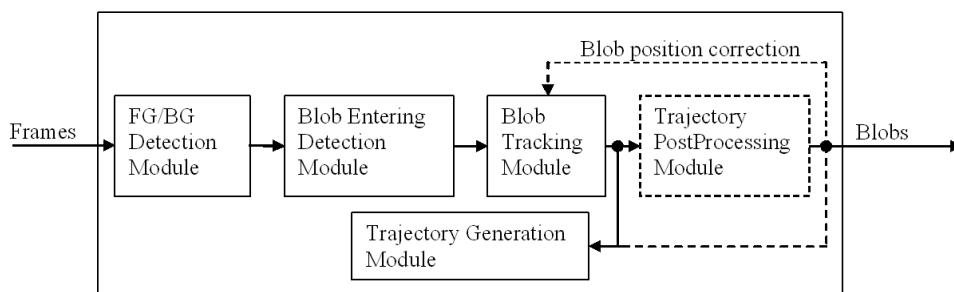 Blob position correction
Frames
FG/BG
Detection
Module
Blob Entering
Detection
Module
Blob
Tracking
Module
Trajectory
PostProcessing
Module
Blobs
Trajectory Generation
Module